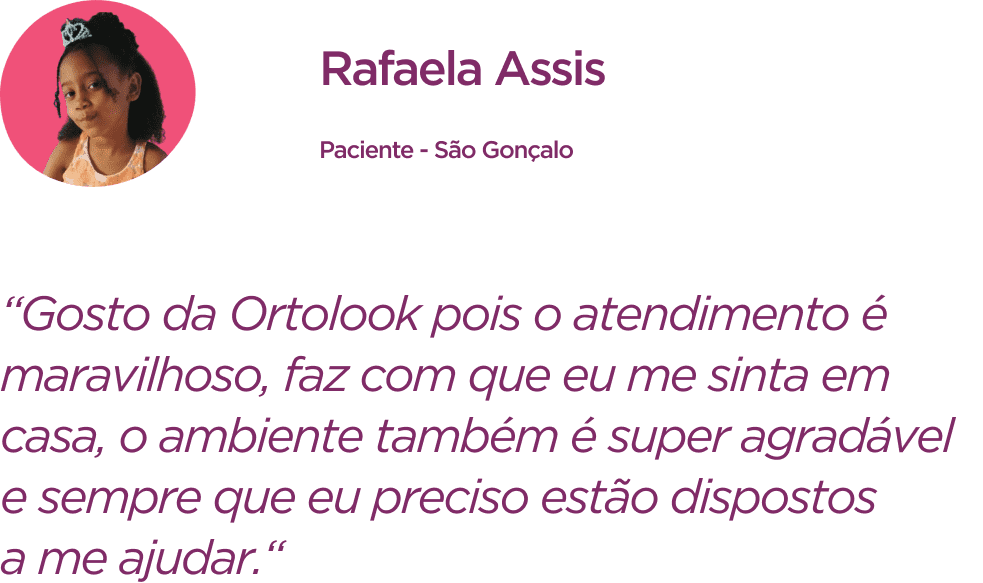 Rafaela Assis
Paciente - São Gonçalo
“Gosto da Ortolook pois o atendimento é
maravilhoso, faz com que eu me sinta em
casa, o ambiente também é super agradável
e sempre que eu preciso estão dispostos
a me ajudar.“